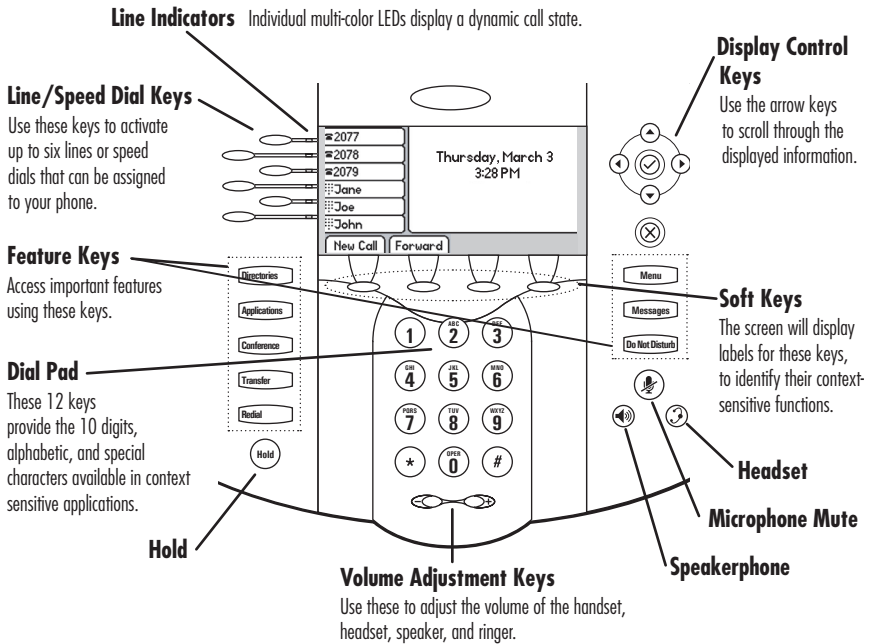 Line Indicators Individual multi-color LEDs display a dynamic call state.
Line/Speed Dial Keys
Use these keys to activate
up to six lines or speed
dials that can be assigned
to your phone.
Feature Keys
Access important features
using these keys.
Dial Pad
These 12 keys
provide the 10 digits,
alphabetic, and special
characters available in context
sensitive applications.
Hold
2077
2078
2079
Jane
Joe
John
Thursday, March 3
3:28 PM
New Call Forward
Directories
Applications
Conference
Transfer
Redial
Hold
1
ABC
2
DEF
3
GHI
4
JKL
5
MNO
6
PQRS
7
TUV
8
WXYZ
9
*
OPER
0
#
- +
Volume Adjustment Keys
Use these to adjust the volume of the handset,
headset, speaker, and ringer.
Display Control
Keys
Use the arrow keys
to scroll through the
displayed information.
Menu
Messages
Do Not Disturb
Soft Keys
The screen will display
labels for these keys,
to identify their context-
sensitive functions.
Headset
Microphone Mute
Speakerphone